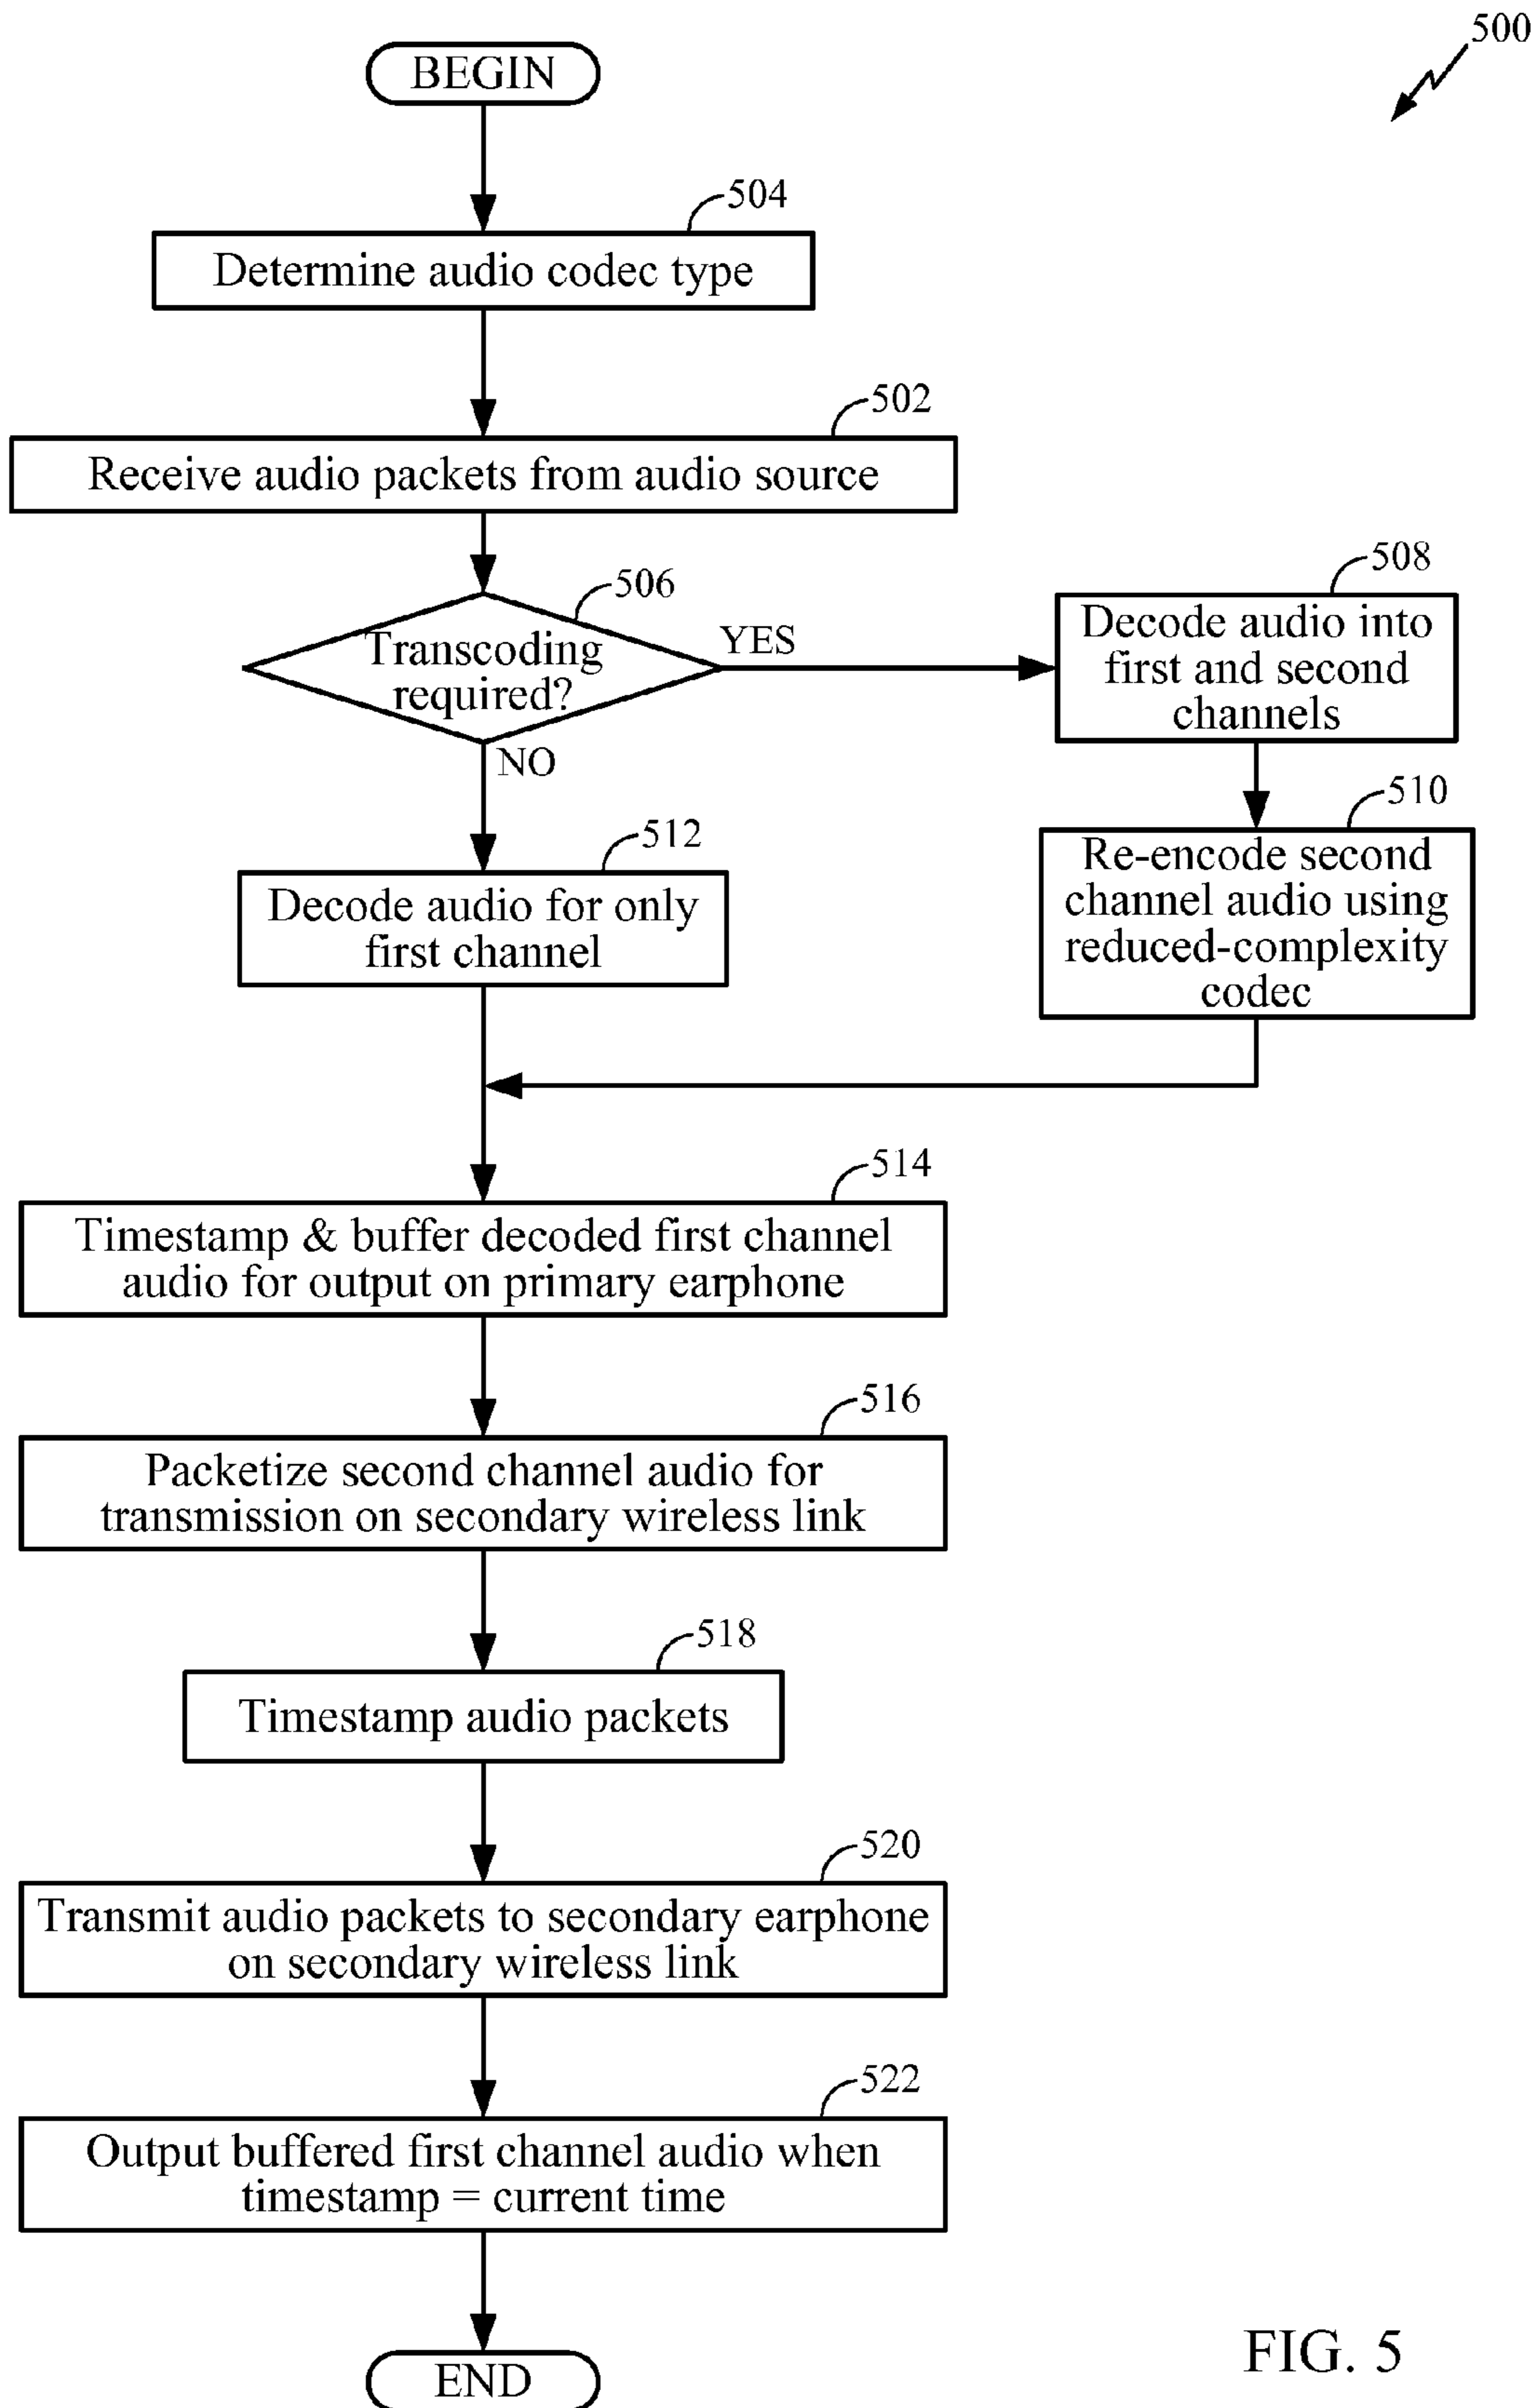 500
BEGIN
504
Determine audio codec type
502
Receive audio packets from audio source
506
Transcoding
required?
YES
NO
508
Decode audio into
first and second
channels
510
Re-encode second
channel audio using
reduced-complexity
codec
512
Decode audio for only
first channel
514
Timestamp & buffer decoded first channel
audio for output on primary earphone
516
Packetize second channel audio for
transmission on secondary wireless link
518
Timestamp audio packets
520
Transmit audio packets to secondary earphone
on secondary wireless link
522
Output buffered first channel audio when
timestamp = current time
END
FIG. 5